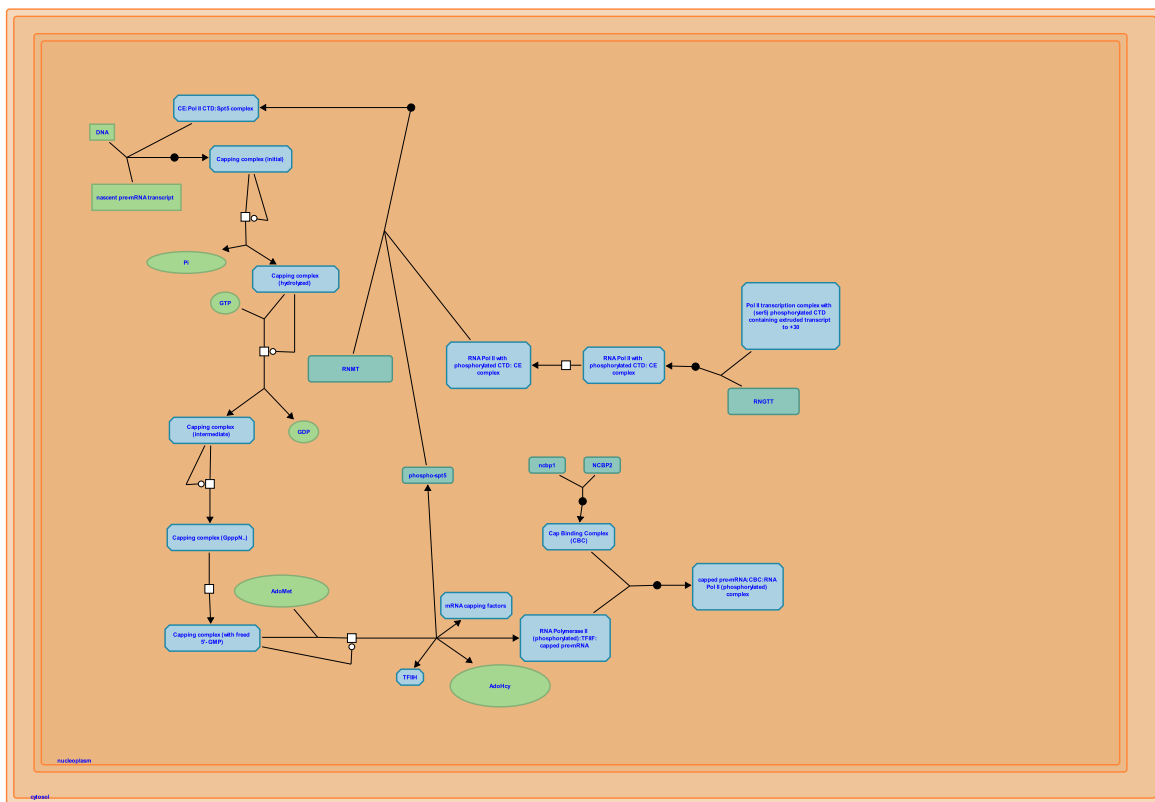 CE:Pol II CTD:Spt5 complex
DNA
Capping complex (initial)
nascent pre-mRNA transcript
Pi
Capping complex
(hydrolyzed)
GTP
Pol II transcription complex with
(ser5) phosphorylated CTD
containing extruded transcript
to +30
RNMT
RNA Pol II with
phosphorylated CTD: CE
complex
RNA Pol II with
phosphorylated CTD: CE
complex
RNGTT
Capping complex
(intermediate)
GDP
phospho-spt5
ncbp1
NCBP2
Capping complex (GpppN..)
Cap Binding Complex
(CBC)
AdoMet
capped pre-mRNA:CBC:RNA
Pol II (phosphorylated)
complex
mRNA capping factors
Capping complex (with freed
5'- GMP)
RNA Polymerase II
(phosphorylated):TFIIF:
capped pre-mRNA
TFIIH
AdoHcy
nucleoplasm
cytosol